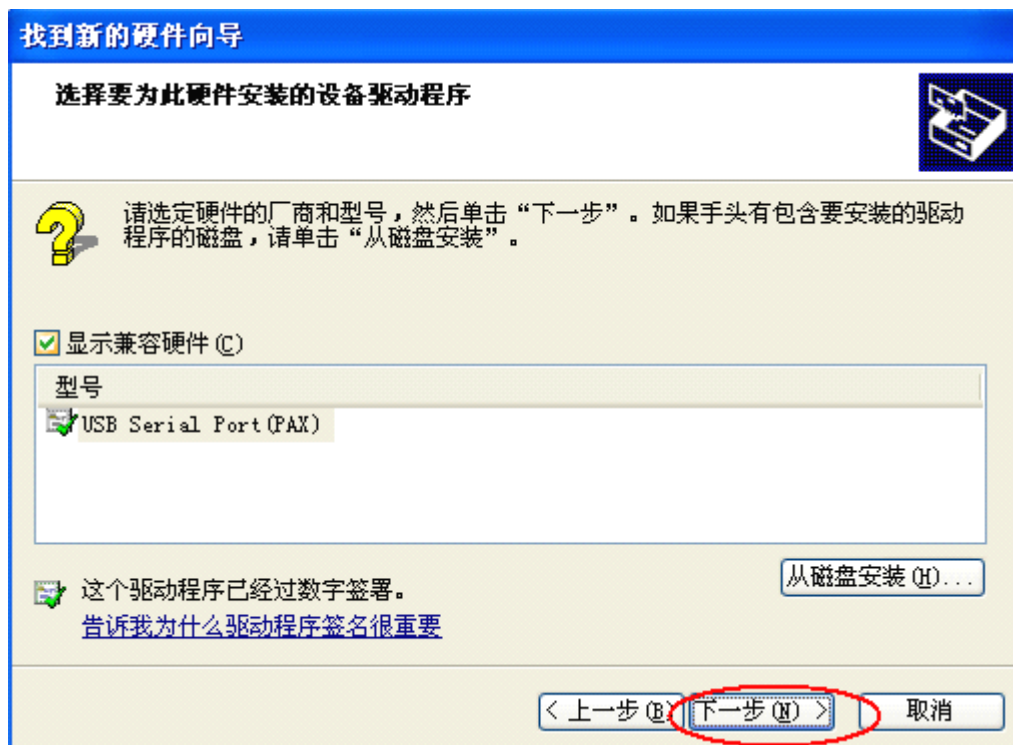 找到新的硬件向导
选择要为此硬件安装的设备驱动程序
请选定硬件的厂商和型号，然后单击“下一步”。如果手头有包含要安装的驱动
程序的磁盘，请单击“从磁盘安装”。
显示兼容硬件(C)
型号
USB Serial Port(PAX)
这个驱动程序已经过数字签署。
从磁盘安装(H)...
告诉我为什么驱动程序签名很重要
< 上一步(B) 下一步(N) > 取消